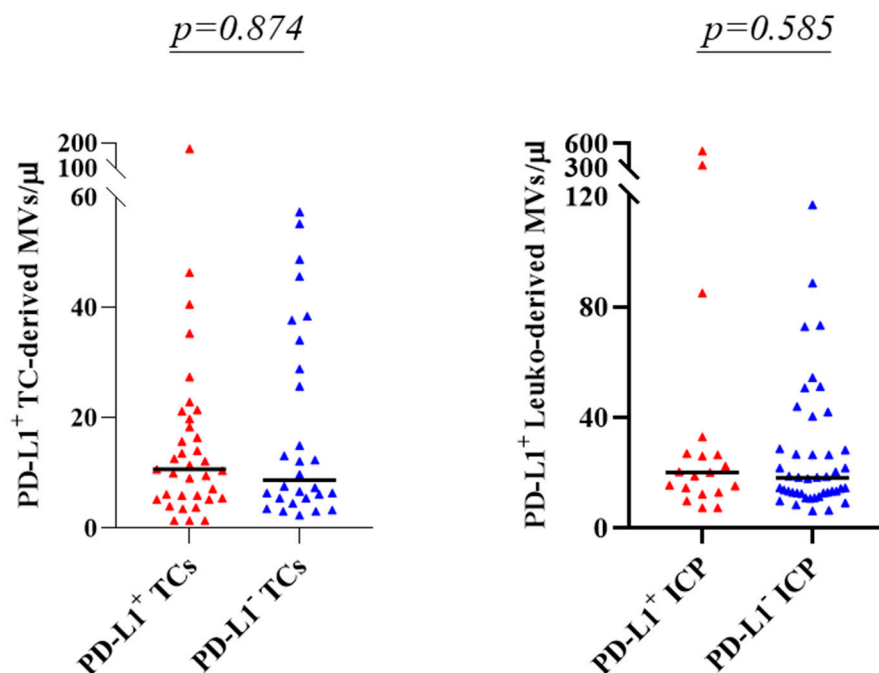 p=0.874
PD-L1⁺ TC-derived MVs/μl
200
100
60
40
20
0
PD-L1⁺ TCs
PD-L1⁻ TCs
p=0.585
PD-L1⁺ Leuko-derived MVs/μl
600
300
120
80
40
0
PD-L1⁺ ICP
PD-L1⁻ ICP